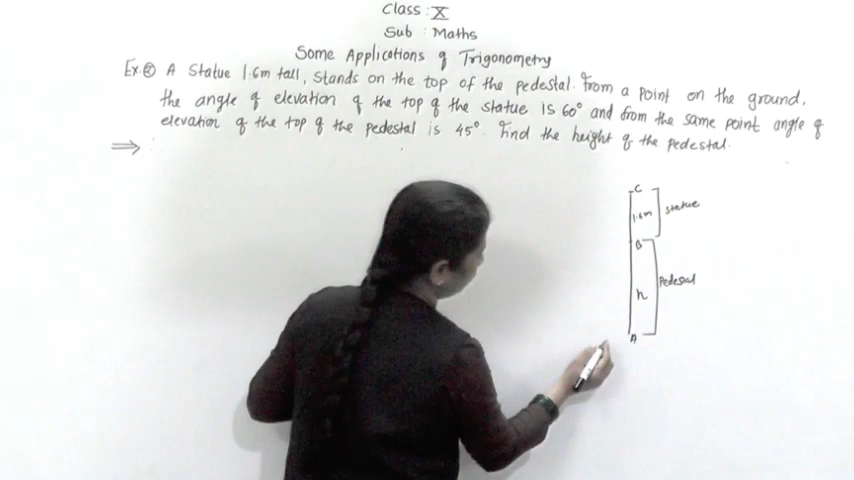 Class : X
Sub : Maths
Some Applications of Trigonometry
Ex.② A Statue 1.6m tall, Stands on the top of the pedestal. From a point on the ground,
the angle of elevation of the top of the statue is 60° and from the same point angle of
elevation of the top of the pedestal is 45°. Find the height of the pedestal.
⇒ :
C
1.6m Statue
B
h Pedestal
A